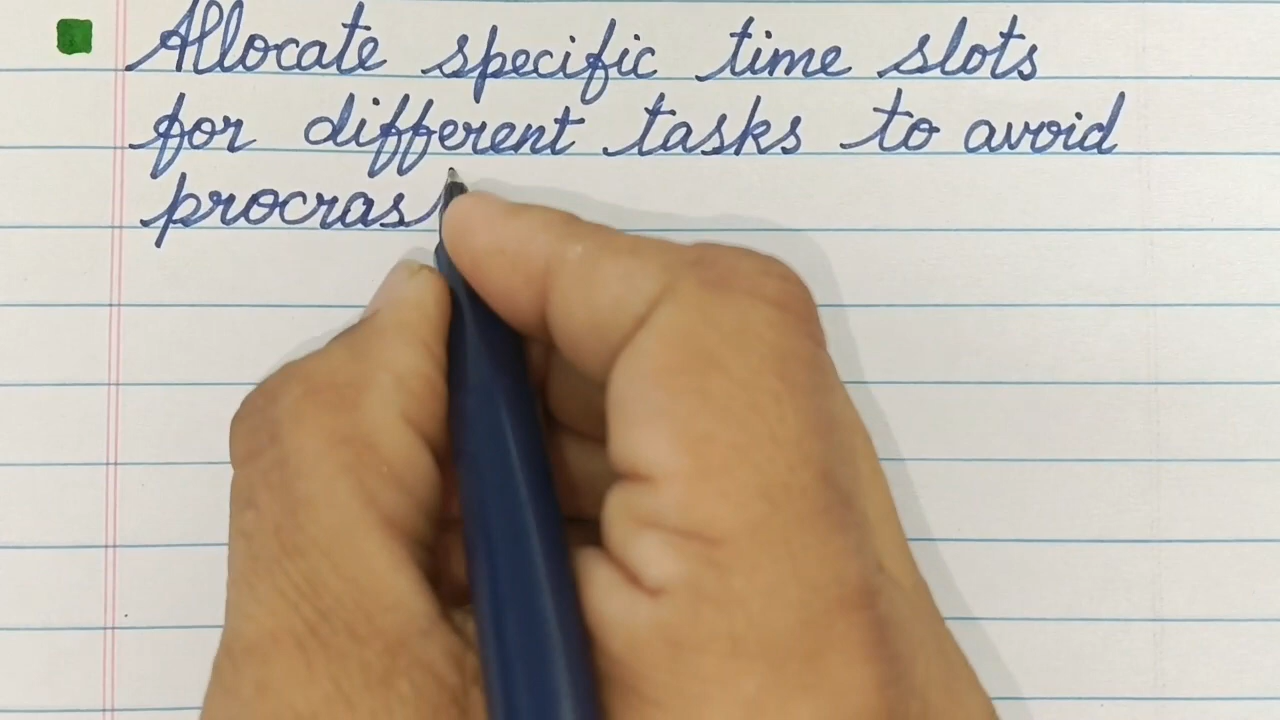 Allocate specific time slots
for different tasks to avoid
procras